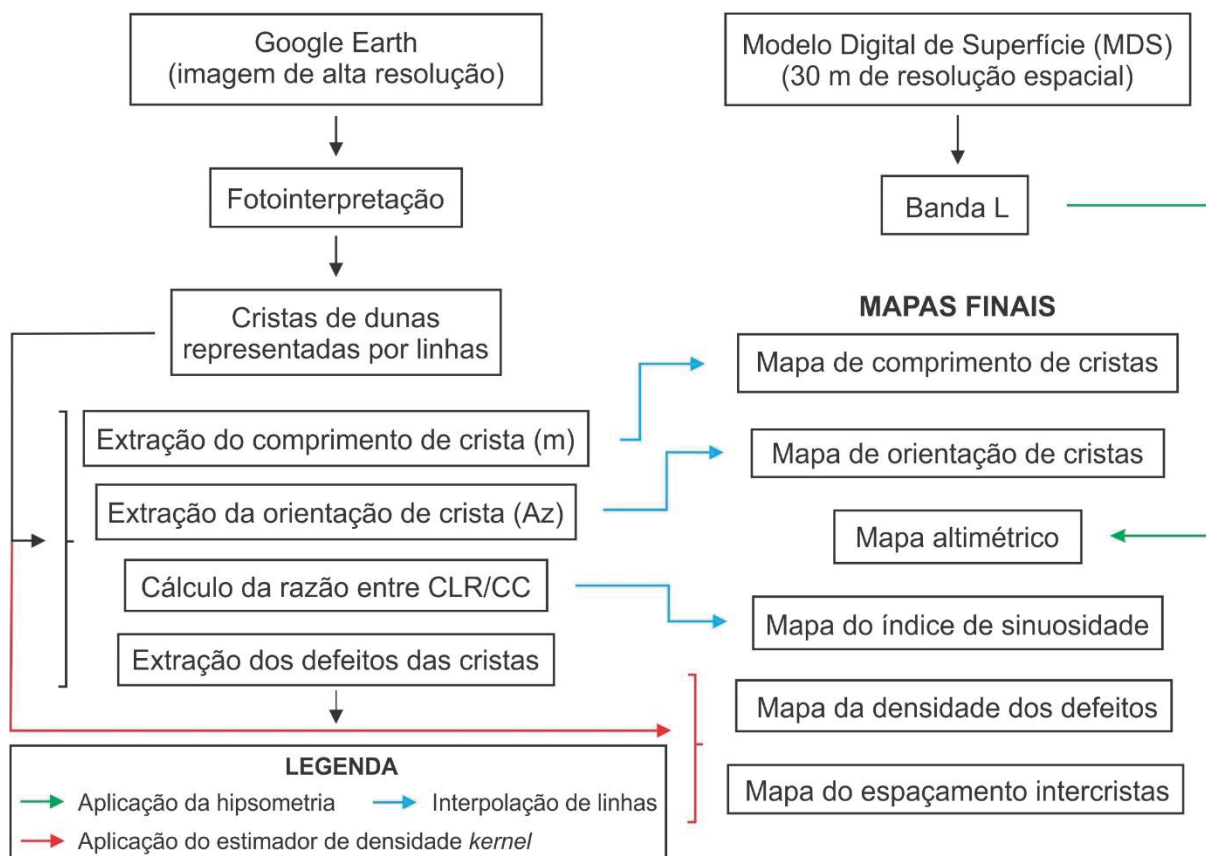 Google Earth
(imagem de alta resolução)
Modelo Digital de Superfície (MDS)
(30 m de resolução espacial)
Fotointerpretação
Banda L
Cristas de dunas
representadas por linhas
MAPAS FINAIS
Mapa de comprimento de cristas
Extração do comprimento de crista (m)
Mapa de orientação de cristas
Extração da orientação de crista (Az)
Mapa altimétrico
Cálculo da razão entre CLR/CC
Mapa do índice de sinuosidade
Extração dos defeitos das cristas
Mapa da densidade dos defeitos
Mapa do espaçamento intercristas
LEGENDA
Aplicação da hipsometria
Interpolação de linhas
Aplicação do estimador de densidade kernel